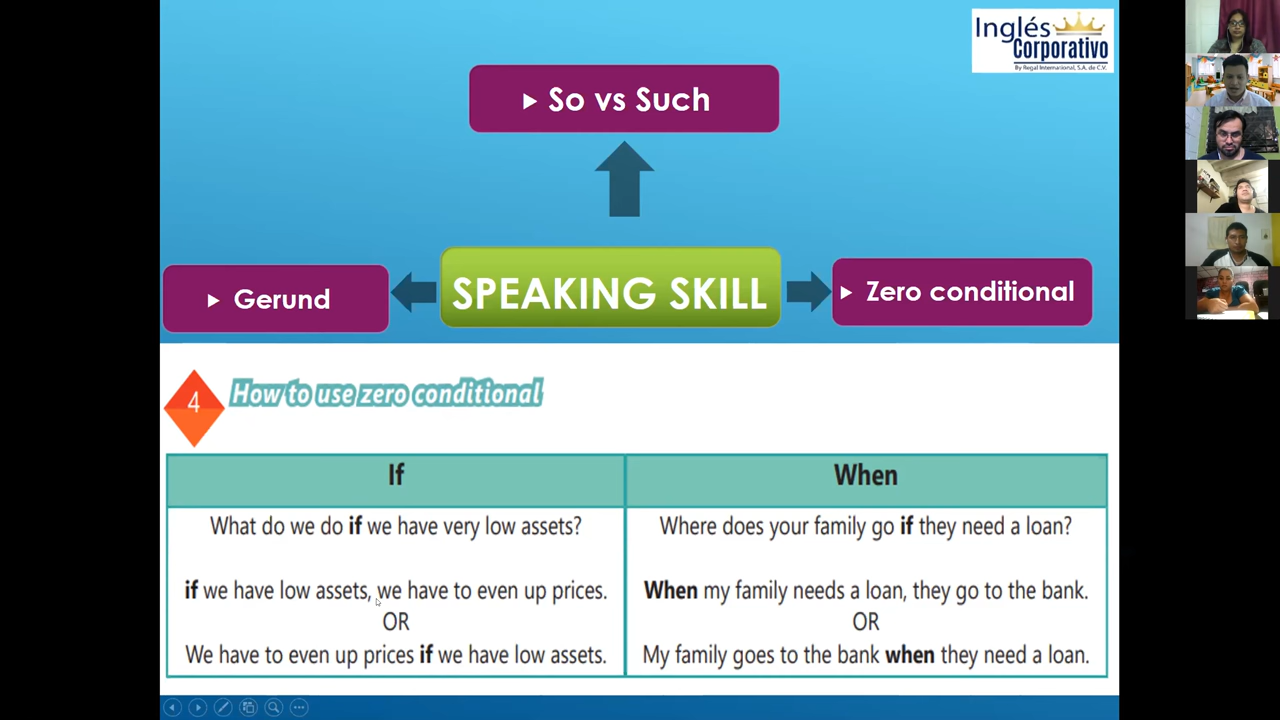 Inglés
Corporativo
By Regal International, S.A. de C.V.
So vs Such
SPEAKING SKILL
Gerund
Zero conditional
4
How to use zero conditional
If
When
What do we do if we have very low assets?
Where does your family go if they need a loan?
if we have low assets, we have to even up prices.
When my family needs a loan, they go to the bank.
OR
OR
We have to even up prices if we have low assets.
My family goes to the bank when they need a loan.